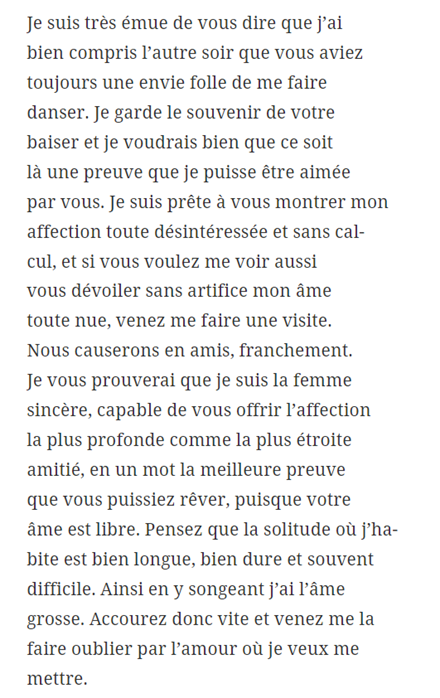 Je suis très émue de vous dire que j’ai
bien compris l’autre soir que vous aviez
toujours une envie folle de me faire
danser. Je garde le souvenir de votre
baiser et je voudrais bien que ce soit
là une preuve que je puisse être aimée
par vous. Je suis prête à vous montrer mon
affection toute désintéressée et sans cal-
cul, et si vous voulez me voir aussi
vous dévoiler sans artifice mon âme
toute nue, venez me faire une visite.
Nous causerons en amis, franchement.
Je vous prouverai que je suis la femme
sincère, capable de vous offrir l’affection
la plus profonde comme la plus étroite
amitié, en un mot la meilleure preuve
que vous puissiez rêver, puisque votre
âme est libre. Pensez que la solitude où j’ha-
bite est bien longue, bien dure et souvent
difficile. Ainsi en y songeant j’ai l’âme
grosse. Accourez donc vite et venez me la
faire oublier par l’amour où je veux me
mettre.